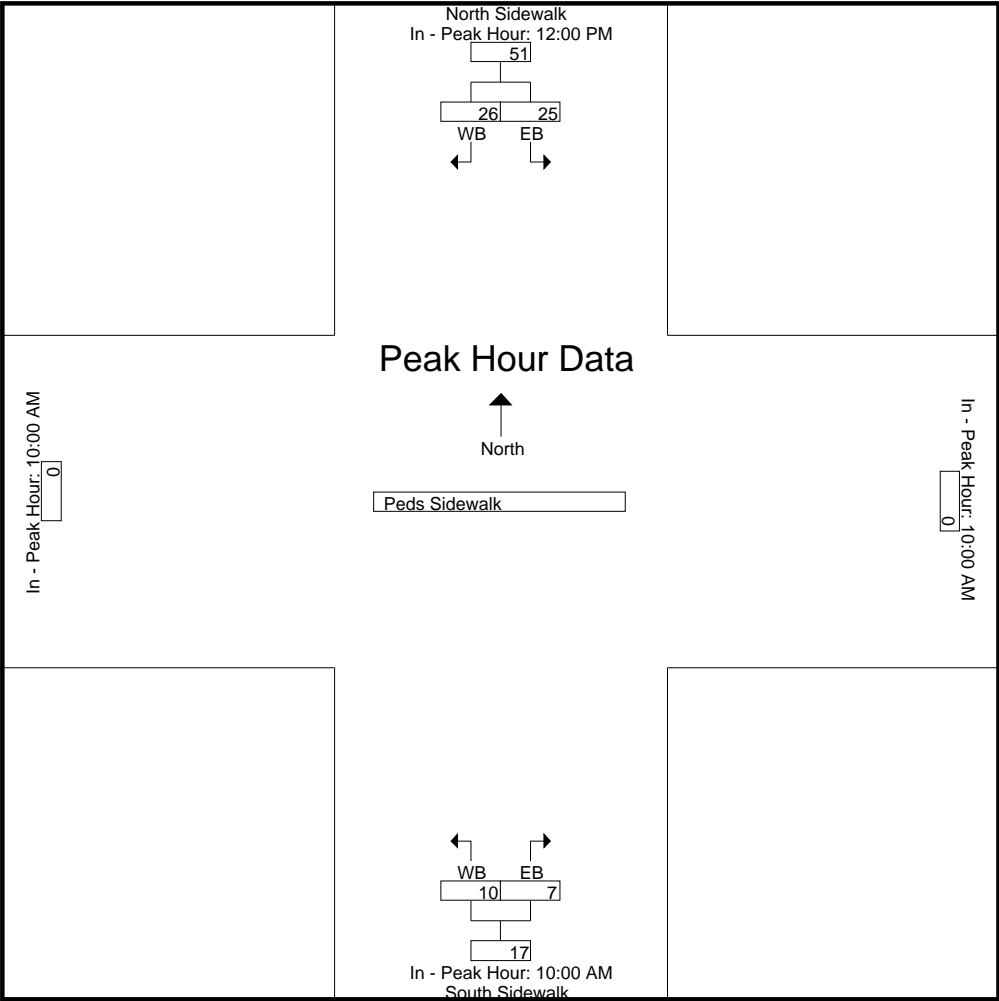 North Sidewalk
In - Peak Hour: 12:00 PM
51
26 25
WB EB
Peak Hour Data
North
Peds Sidewalk
In - Peak Hour: 10:00 AM
0
In - Peak Hour: 10:00 AM
0
WB EB
10 7
17
In - Peak Hour: 10:00 AM
South Sidewalk